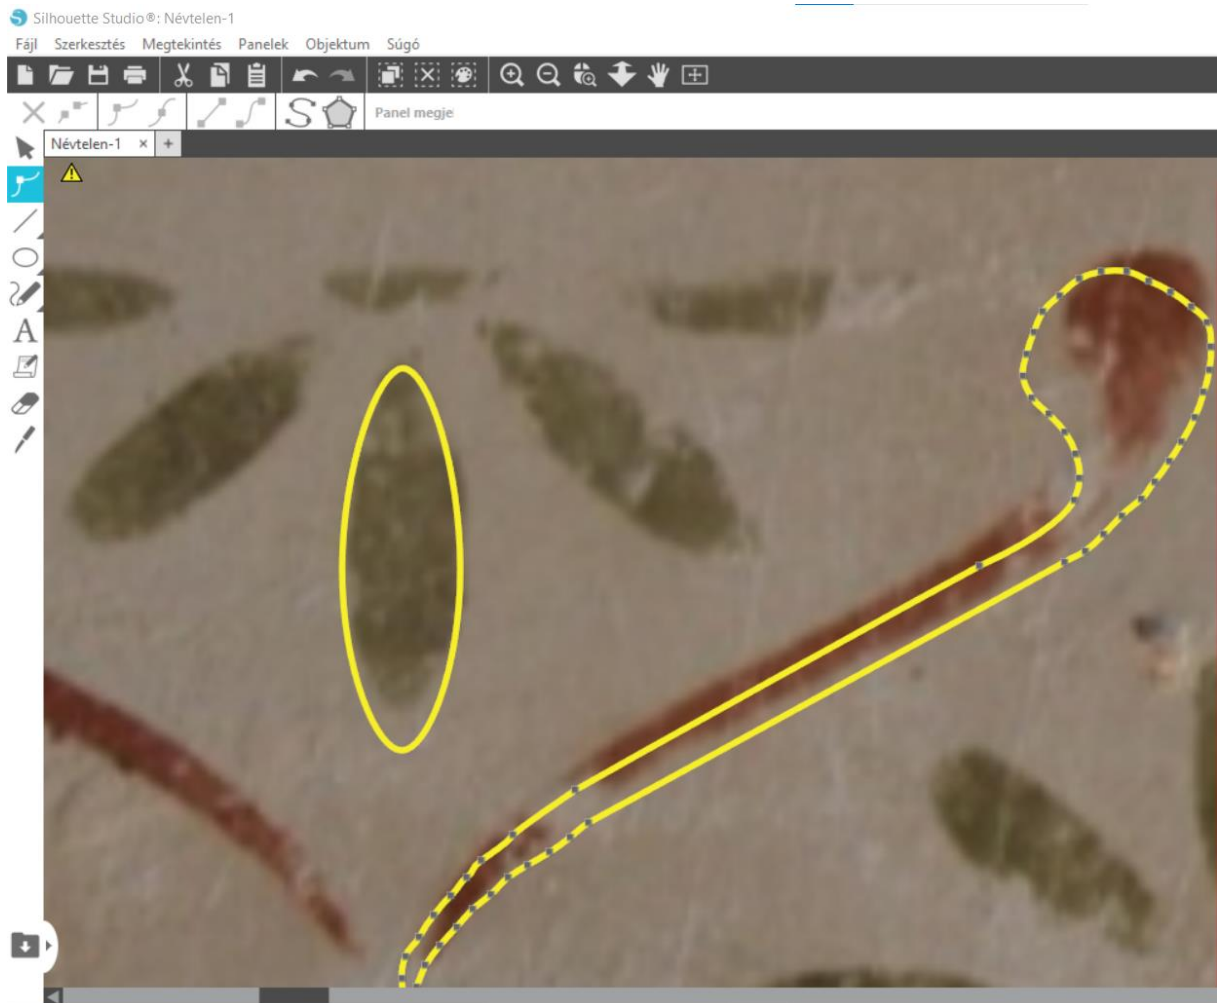 Silhouette Studio®: Névtelen-1
Fájl Szerkesztés Megtekintés Panelek Objektum Súgó
Panel megje
Névtelen-1 × +
A